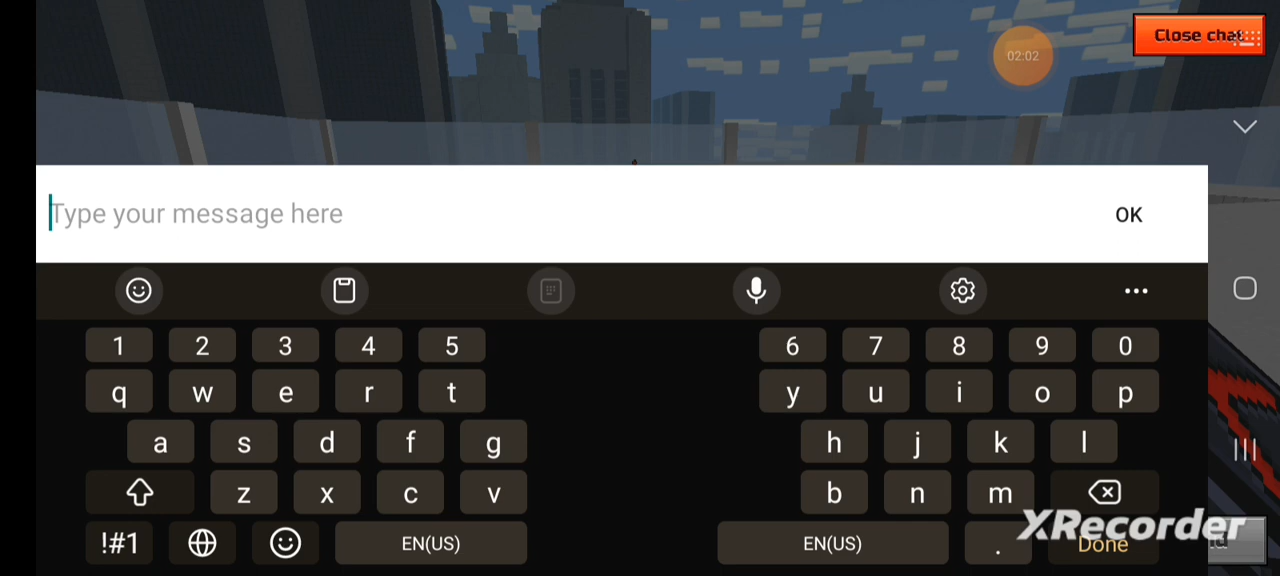 Close chat
02:02
Type your message here
OK
1 2 3 4 5 6 7 8 9 0
q w e r t y u i o p
a s d f g h j k l
z x c v b n m
!#1 EN(US) EN(US) . Done
XRecorder